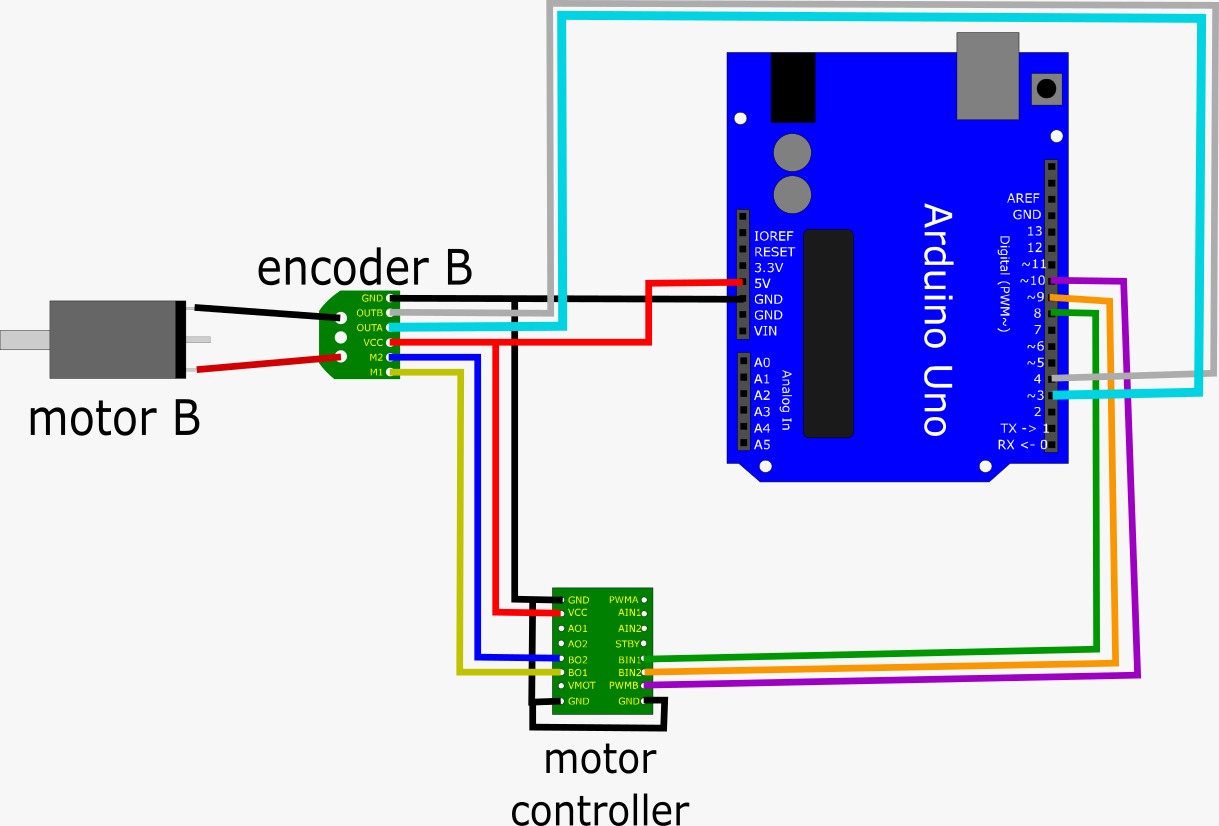 encoder B
GND
OUTB
OUTA
VCC
M2
M1
motor B
Arduino Uno
IOREF
RESET
3.3V
5V
GND
GND
VIN
A0
A1
A2
A3
A4
A5
Analog In
AREF
GND
13
12
~11
~10
~9
8
7
~6
~5
4
~3
2
TX -> 1
RX <- 0
Digital (PWM~)
GND
VCC
AO1
AO2
BO2
BO1
VMOT
GND
PWMA
AIN1
AIN2
STBY
BIN1
BIN2
PWMB
GND
motor
controller